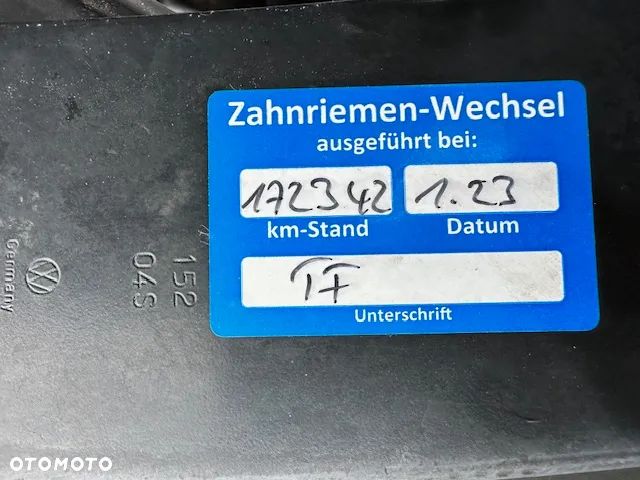 Zahnriemen-Wechsel
ausgeführt bei:
172342 1.23
km-Stand Datum
TF
Unterschrift
Germany
152
04S
OTOMOTO